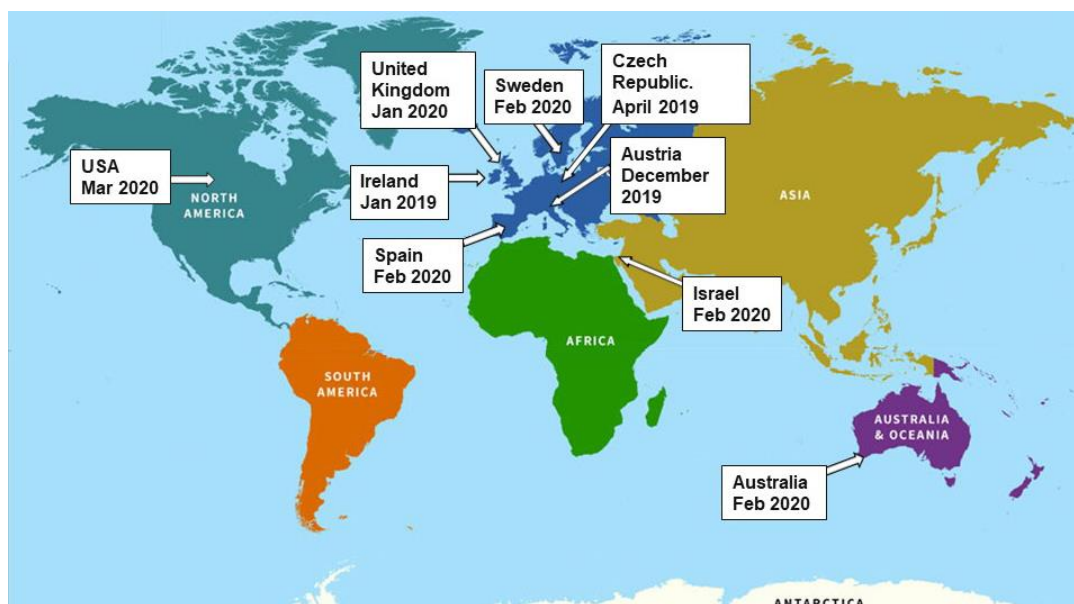 United
Kingdom
Jan 2020
Sweden
Feb 2020
Czech
Republic.
April 2019
USA
Mar 2020
NORTH
AMERICA
Ireland
Jan 2019
Austria
December
2019
ASIA
Spain
Feb 2020
Israel
Feb 2020
AFRICA
SOUTH
AMERICA
AUSTRALIA
& OCEANIA
Australia
Feb 2020
ANTARCTICA